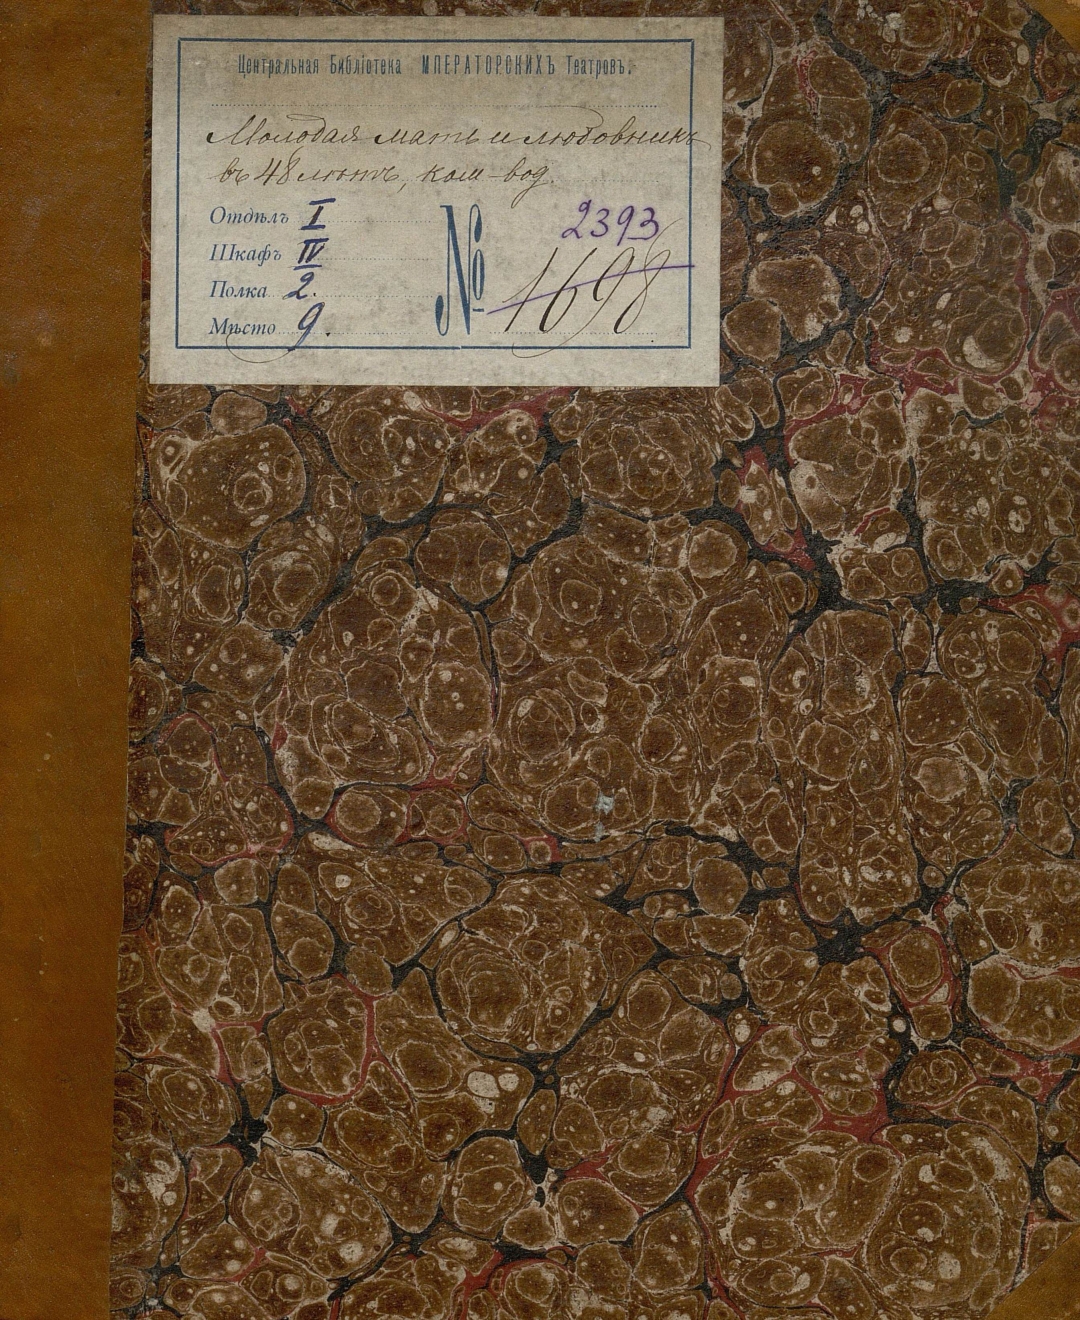 Центральная Библіотека ИМПЕРАТОРСКИХЪ Театровъ.
Молодая мать и любовникъ
въ 48 лѣтъ, ком-вод.
Отдѣлъ I
Шкафъ IV
Полка 2.
Мѣсто 9.
№
2393
1698